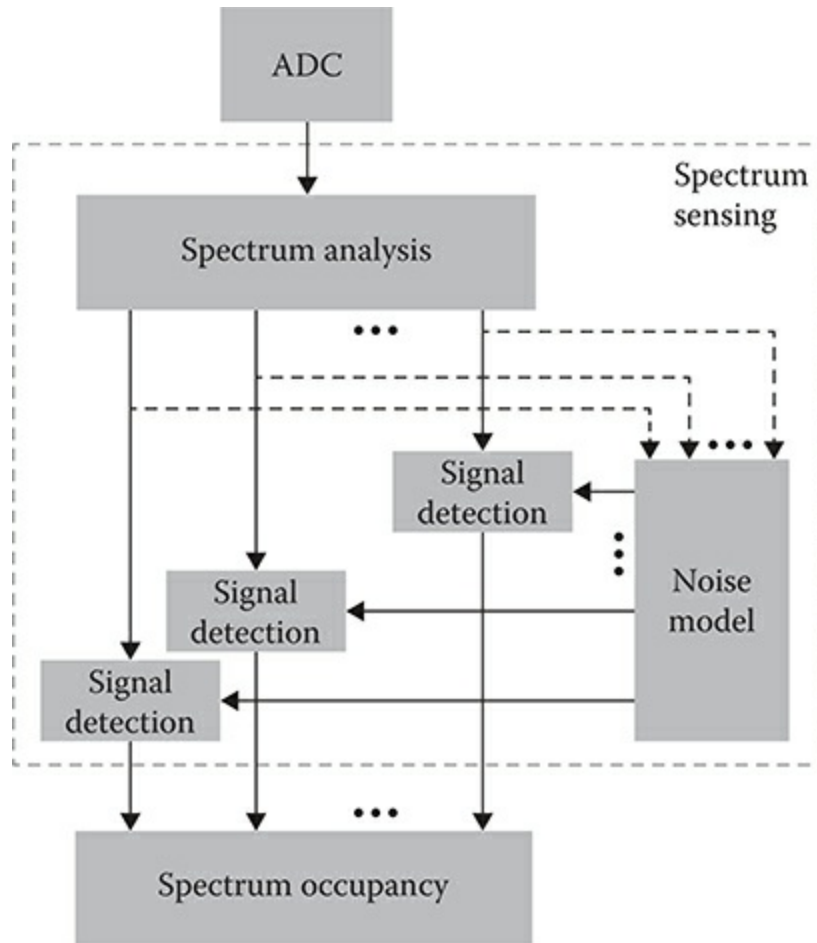 ADC
Spectrum
sensing
Spectrum analysis
Signal
detection
Signal
detection
Noise
model
Signal
detection
Spectrum occupancy